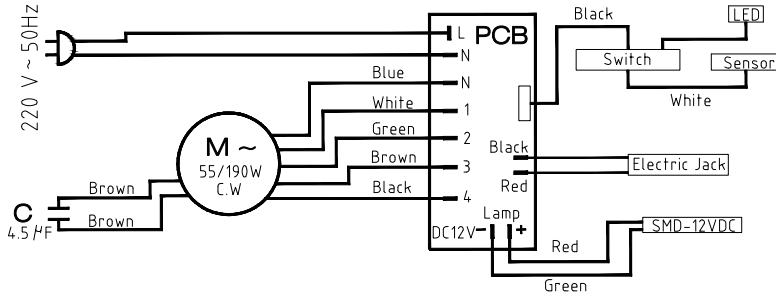 220 V ~ 50Hz
L
N
PCB
N
Blue
1
White
2
Green
3
Brown
4
Black
M ~
55/190W
C.W
Brown
Brown
C
4.5 µF
Black
LED
Switch
Sensor
White
Black
Red
Electric Jack
Lamp
DC12V - +
SMD-12VDC
Red
Green